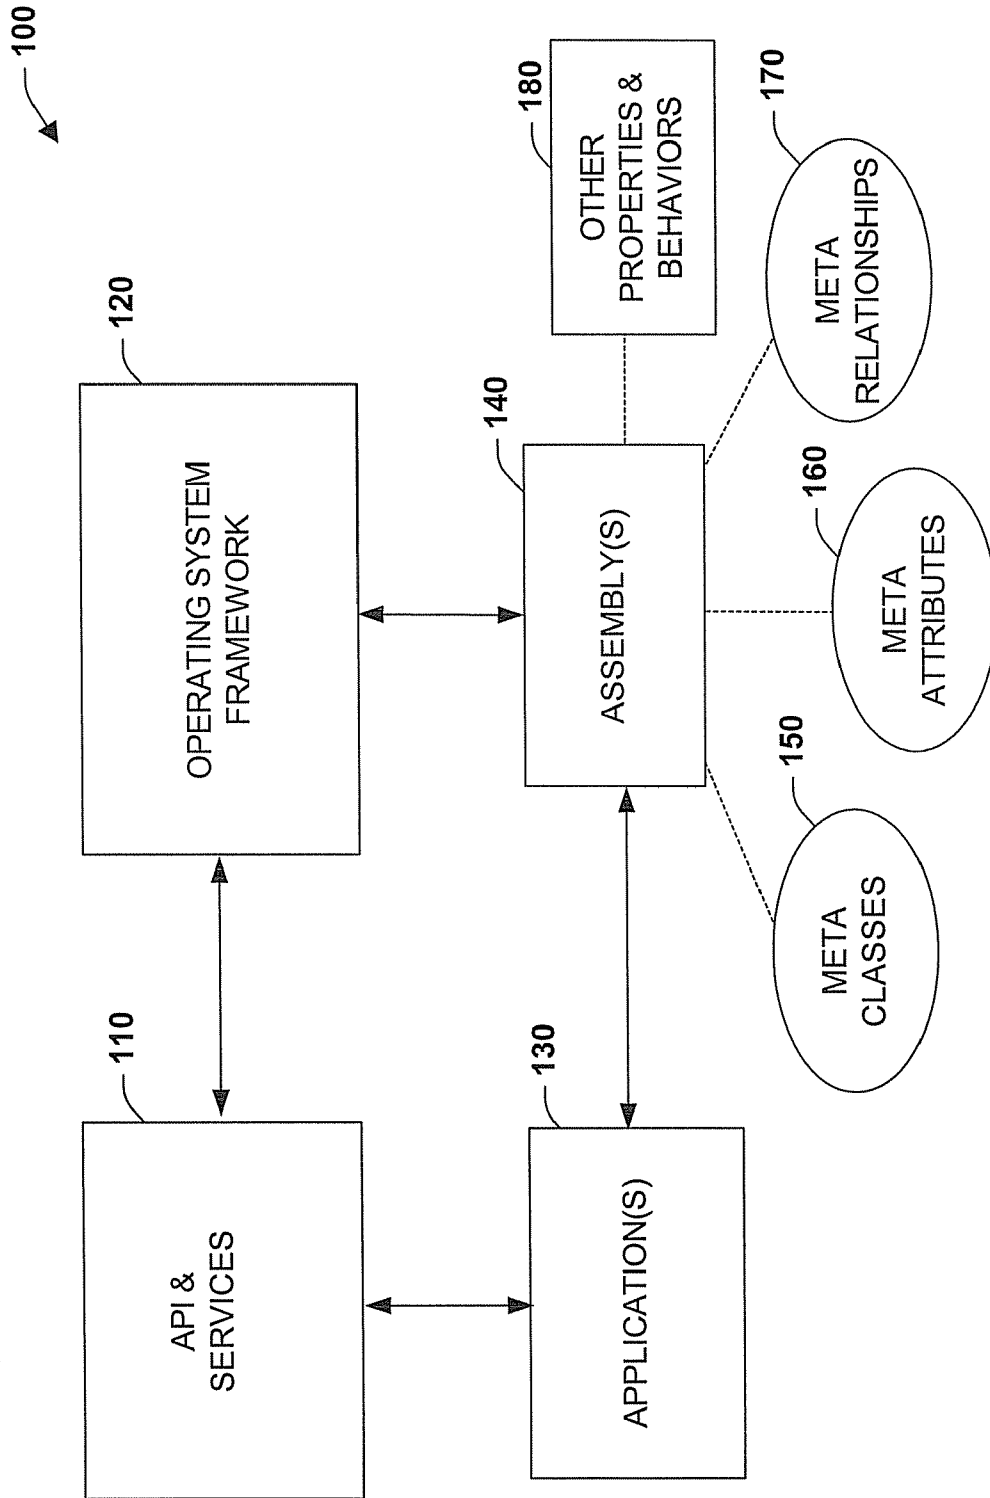 100
110
API &
SERVICES
120
OPERATING SYSTEM
FRAMEWORK
130
APPLICATION(S)
140
ASSEMBLY(S)
180
OTHER
PROPERTIES &
BEHAVIORS
150
META
CLASSES
160
META
ATTRIBUTES
170
META
RELATIONSHIPS